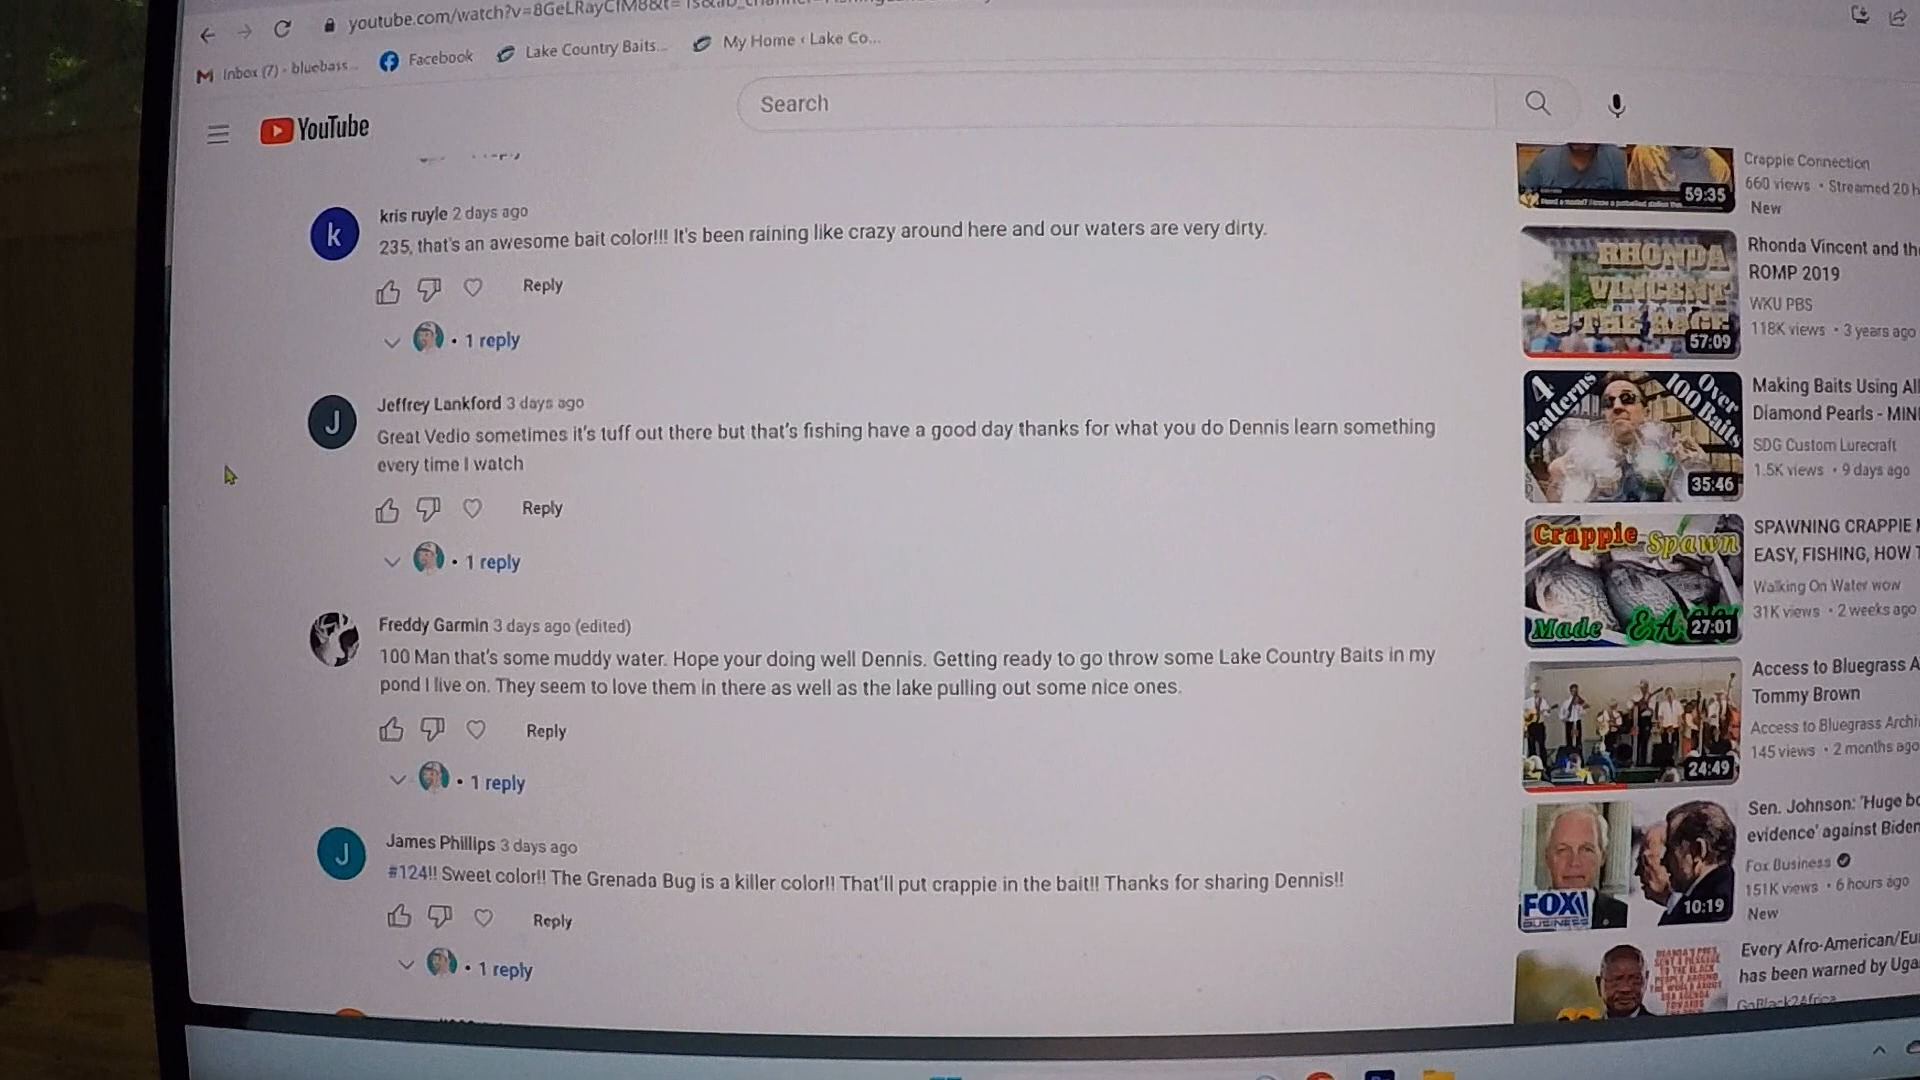 youtube.com/watch?v=8GeLRayCIM8&t=
Inbox (7) - bluebass...
Facebook
Lake Country Baits...
My Home ‹ Lake Co...
YouTube
Search
kris ruyle 2 days ago
235, that's an awesome bait color!!! It's been raining like crazy around here and our waters are very dirty.
Reply
1 reply
Jeffrey Lankford 3 days ago
Great Vedio sometimes it's tuff out there but that's fishing have a good day thanks for what you do Dennis learn something
every time I watch
Reply
1 reply
Freddy Garmin 3 days ago (edited)
100 Man that's some muddy water. Hope your doing well Dennis. Getting ready to go throw some Lake Country Baits in my
pond I live on. They seem to love them in there as well as the lake pulling out some nice ones.
Reply
1 reply
James Phillips 3 days ago
#124!! Sweet color!! The Grenada Bug is a killer color!! That'll put crappie in the bait!! Thanks for sharing Dennis!!
Reply
1 reply
59:35
Crappie Connection
660 views • Streamed 20 h
New
RHONDA
VINCENT
& THE RAGE
57:09
Rhonda Vincent and the
ROMP 2019
WKU PBS
118K views • 3 years ago
4 Patterns
Over
100 Baits
35:46
Making Baits Using All
Diamond Pearls - MIN
SDG Custom Lurecraft
1.5K views • 9 days ago
Crappie Spawn
Made
27:01
SPAWNING CRAPPIE
EASY, FISHING, HOW T
Walking On Water wow
31K views • 2 weeks ago
24:49
Access to Bluegrass A
Tommy Brown
Access to Bluegrass Archi
145 views • 2 months ago
FOX
BUSINESS
10:19
Sen. Johnson: 'Huge bo
evidence' against Biden
Fox Business
151K views • 6 hours ago
New
Every Afro-American/Eu
has been warned by Uga
GoBlack2Africa